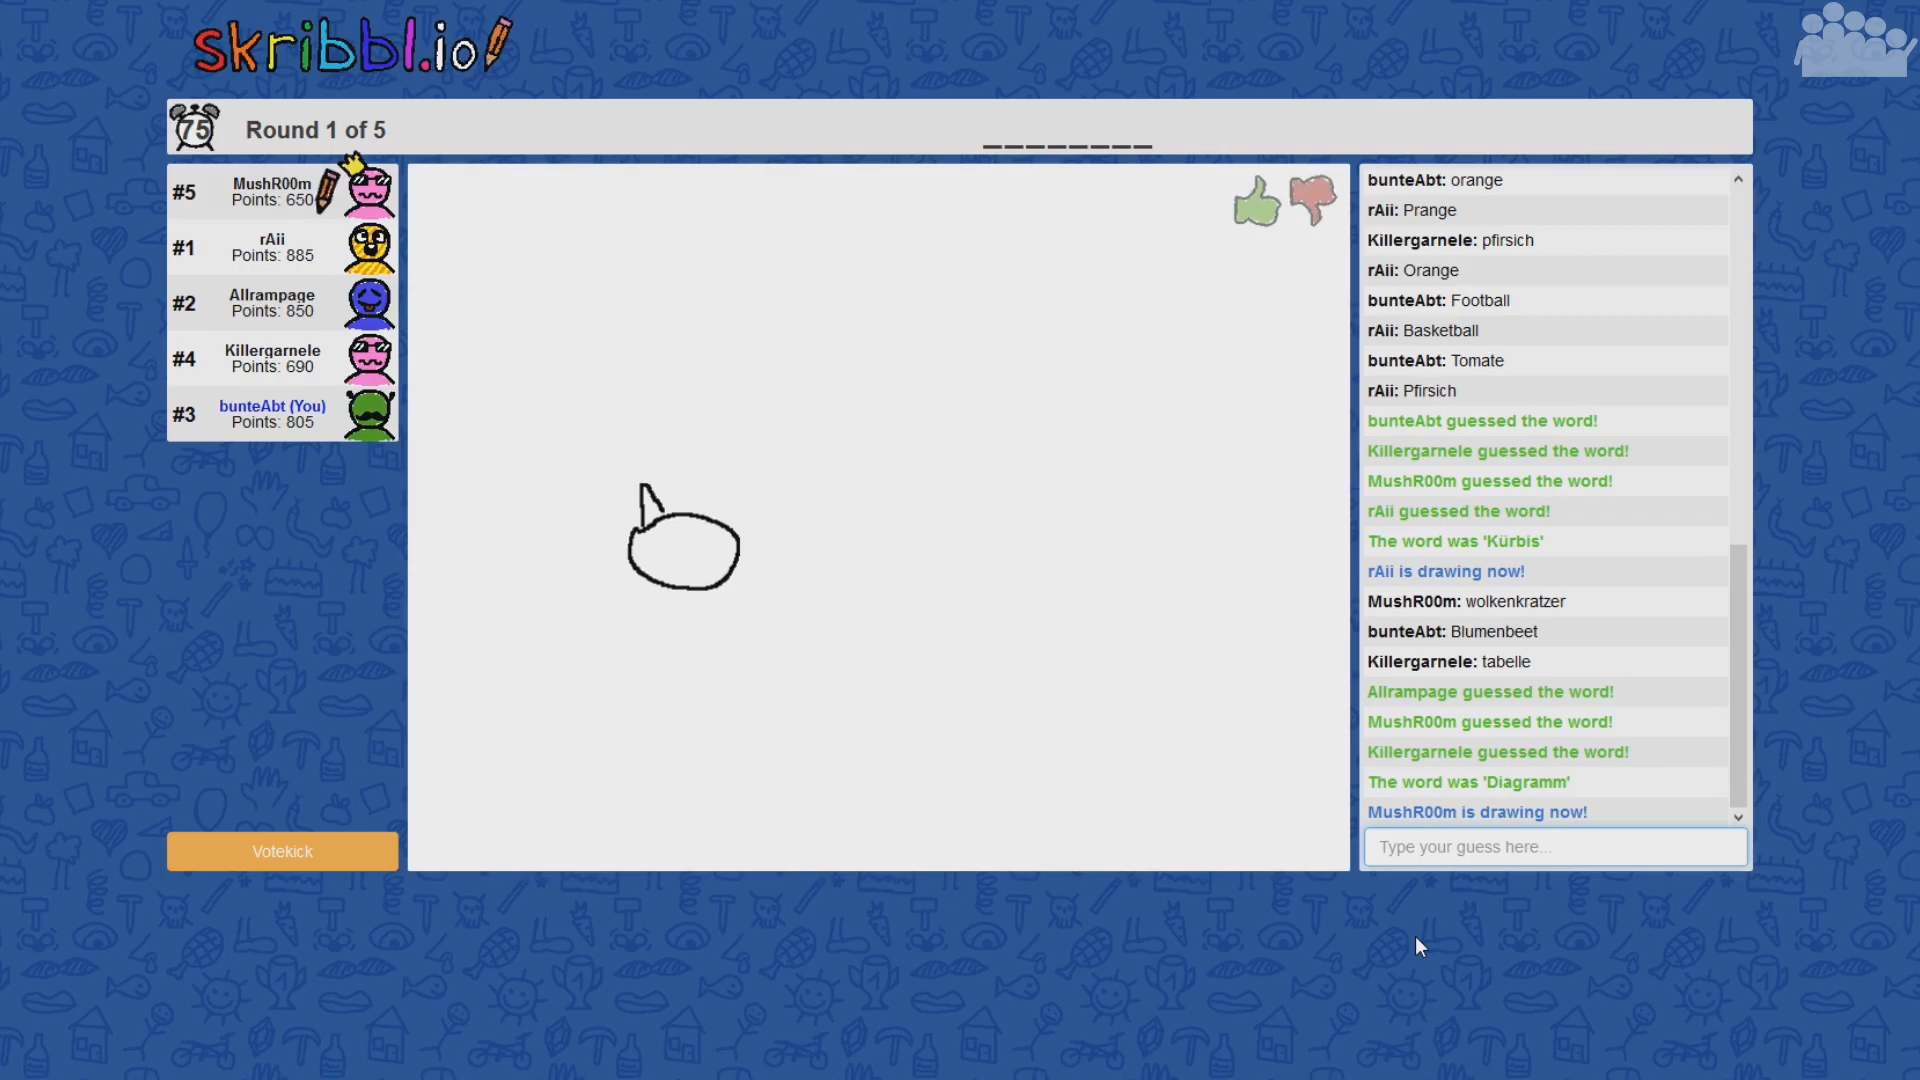 skribbl.io
75 Round 1 of 5 ________
#5 MushR00m
Points: 650
#1 rAii
Points: 885
#2 Allrampage
Points: 850
#4 Killergarnele
Points: 690
#3 bunteAbt (You)
Points: 805
Votekick
bunteAbt: orange
rAii: Prange
Killergarnele: pfirsich
rAii: Orange
bunteAbt: Football
rAii: Basketball
bunteAbt: Tomate
rAii: Pfirsich
bunteAbt guessed the word!
Killergarnele guessed the word!
MushR00m guessed the word!
rAii guessed the word!
The word was 'Kürbis'
rAii is drawing now!
MushR00m: wolkenkratzer
bunteAbt: Blumenbeet
Killergarnele: tabelle
Allrampage guessed the word!
MushR00m guessed the word!
Killergarnele guessed the word!
The word was 'Diagramm'
MushR00m is drawing now!
Type your guess here...